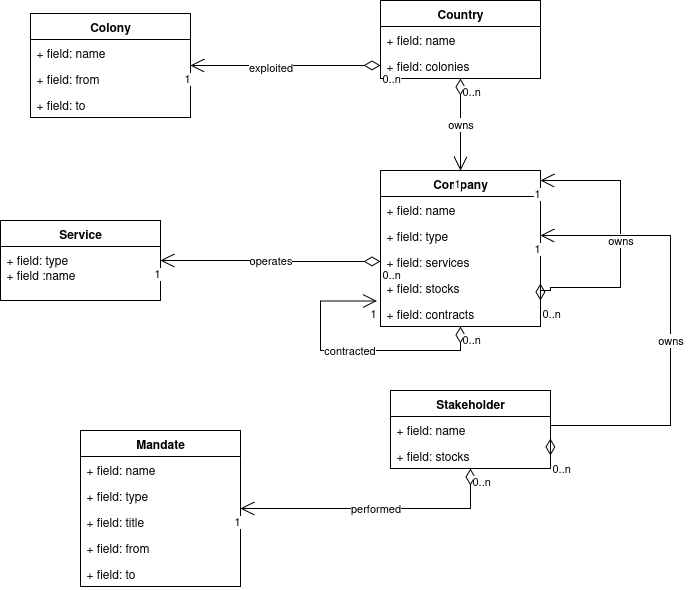 Country
+ field: name
+ field: colonies
0..n
0..n
Colony
+ field: name
+ field: from
+ field: to
1
exploited
owns
Company
1
+ field: name
+ field: type
+ field: services
+ field: stocks
+ field: contracts
1
1
owns
0..n
0..n
0..n
Service
+ field: type
+ field :name
1
operates
1
contracted
owns
Stakeholder
+ field: name
+ field: stocks
0..n
0..n
Mandate
+ field: name
+ field: type
+ field: title
+ field: from
+ field: to
1
performed